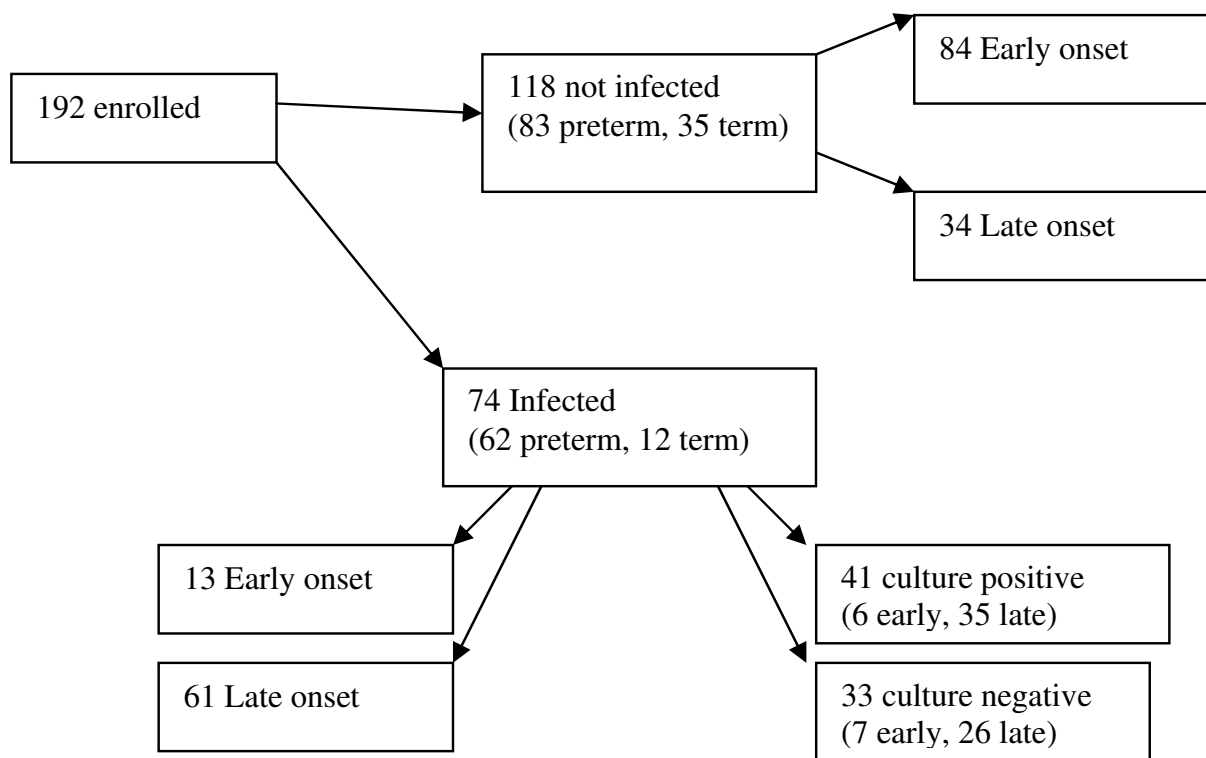 84 Early onset
192 enrolled
118 not infected
(83 preterm, 35 term)
34 Late onset
74 Infected
(62 preterm, 12 term)
13 Early onset
61 Late onset
41 culture positive
(6 early, 35 late)
33 culture negative
(7 early, 26 late)